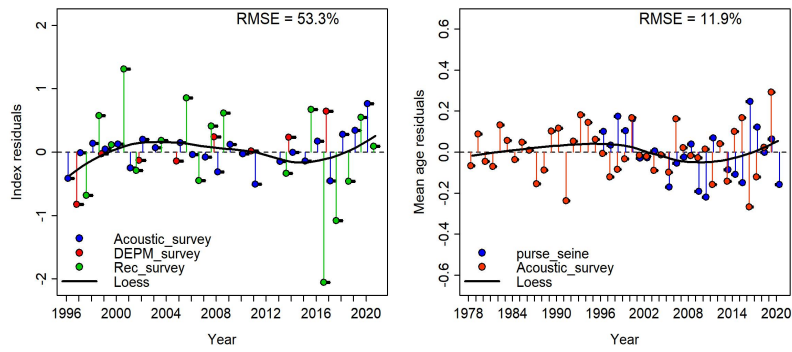 RMSE = 53.3%
Index residuals
2
1
0
-1
-2
Acoustic_survey
DEPM_survey
Rec_survey
Loess
1996 2000 2004 2008 2012 2016 2020
Year
RMSE = 11.9%
Mean age residuals
0.6
0.4
0.2
0.0
-0.2
-0.4
-0.6
purse_seine
Acoustic_survey
Loess
1978 1984 1990 1996 2002 2008 2014 2020
Year